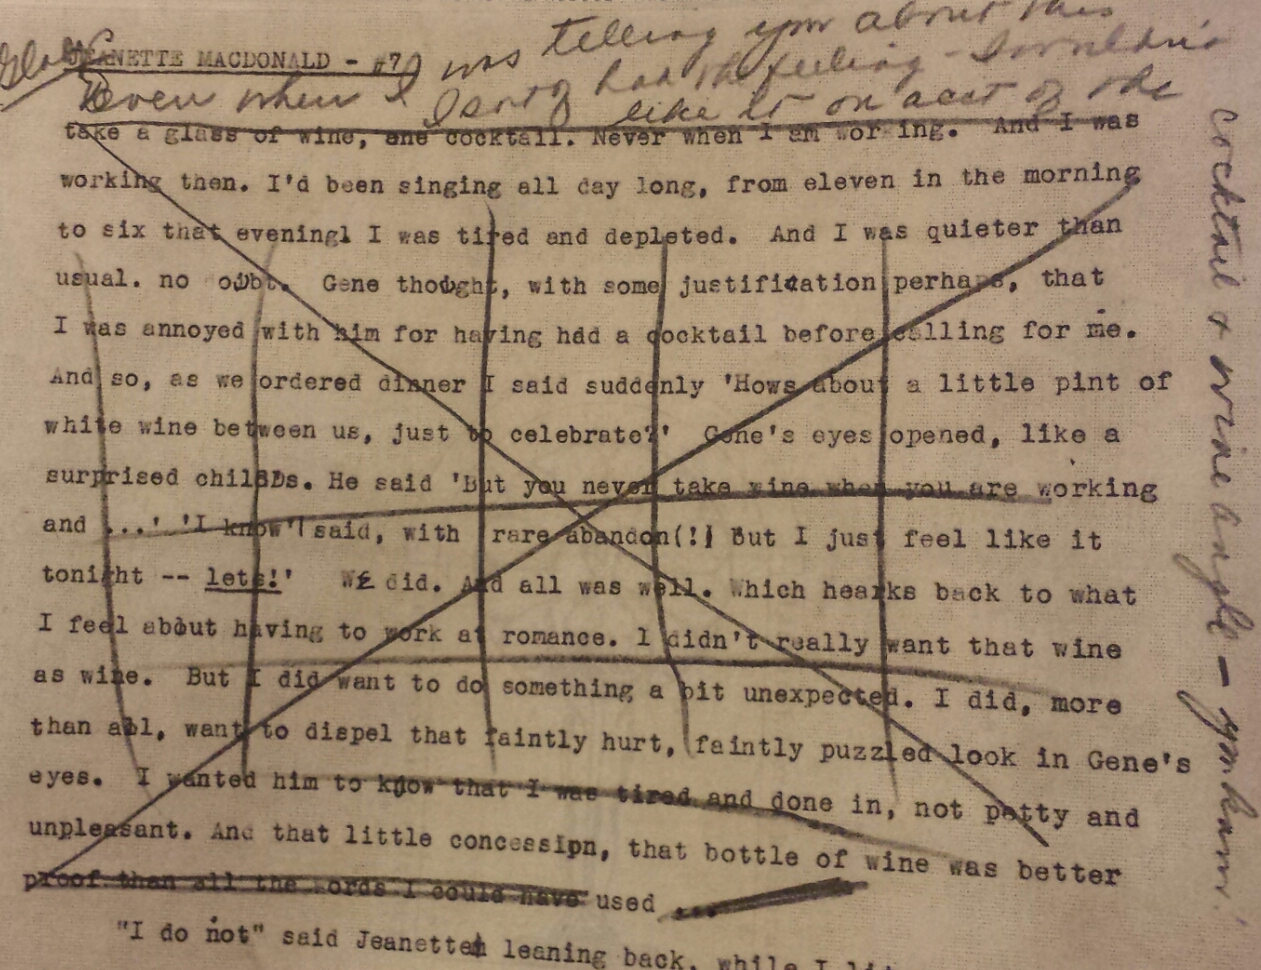 JEANETTE MACDONALD - #7
Even when I was telling you about this
I sort of had the feeling I wouldn't
like it on acct of the
cocktail & wine angle - you know!
take a glass of wine, one cocktail. Never when I am working. And I was
working then. I'd been singing all day long, from eleven in the morning
to six that eveningl I was tired and depleted. And I was quieter than
usual. no oubt. Gene thought, with some justification perhaps, that
I was annoyed with him for having had a cocktail before calling for me.
And so, as we ordered dinner I said suddenly 'Hows about a little pint of
white wine between us, just to celebrate?' Gene's eyes opened, like a
surprised childs. He said 'But you never take wine when you are working
and ...' 'I know' I said, with rare abandon(!) But I just feel like it
tonight -- lets!' We did. And all was well. Which hearks back to what
I feel about having to work at romance. I didn't really want that wine
as wine. But I did want to do something a bit unexpected. I did, more
than all, want to dispel that faintly hurt, faintly puzzled look in Gene's
eyes. I wanted him to know that I was tired and done in, not petty and
unpleasant. And that little concessipn, that bottle of wine was better
proof than all the words I could have used ...
"I do not" said Jeanette leaning back, while I